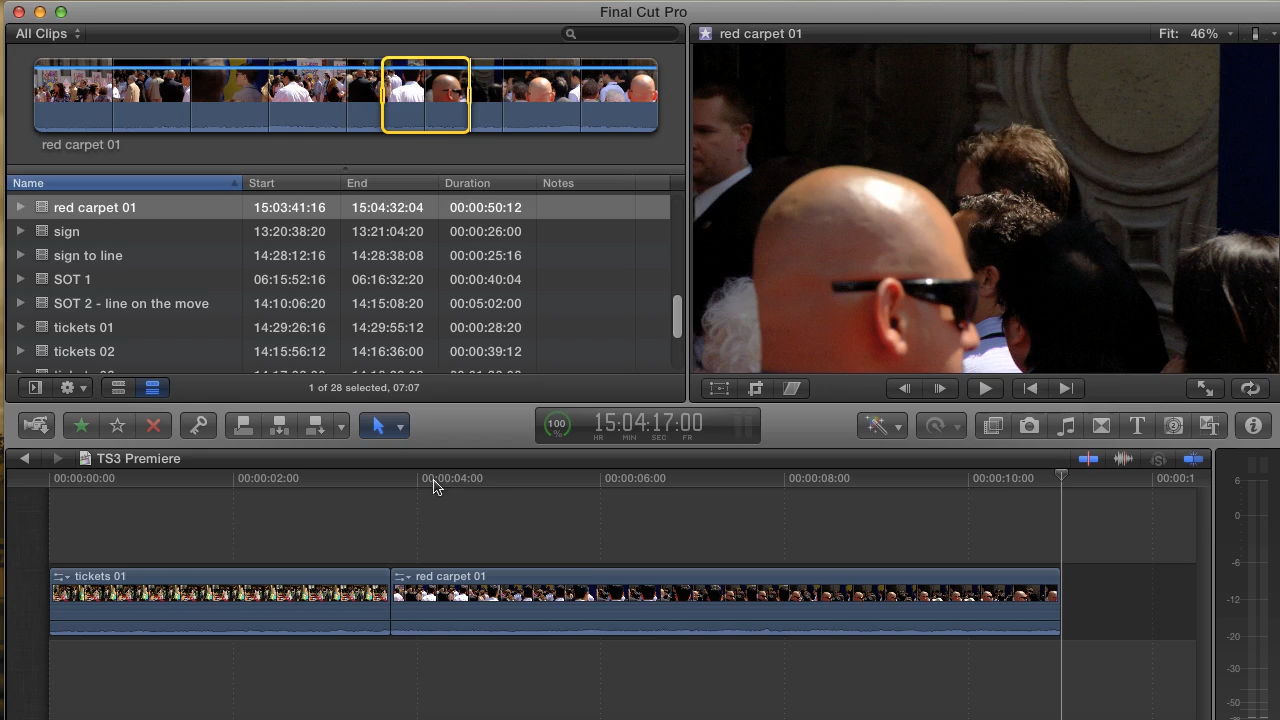 Final Cut Pro
All Clips
red carpet 01
Fit: 46%
red carpet 01
Name Start End Duration Notes
red carpet 01 15:03:41:16 15:04:32:04 00:00:50:12
sign 13:20:38:20 13:21:04:20 00:00:26:00
sign to line 14:28:12:16 14:28:38:08 00:00:25:16
SOT 1 06:15:52:16 06:16:32:20 00:00:40:04
SOT 2 - line on the move 14:10:06:20 14:15:08:20 00:05:02:00
tickets 01 14:29:26:16 14:29:55:12 00:00:28:20
tickets 02 14:15:56:12 14:16:36:00 00:00:39:12
1 of 28 selected, 07:07
100
%
15:04:17:00
HR MIN SEC FR
T
TS3 Premiere
00:00:00:00 00:00:02:00 00:00:04:00 00:00:06:00 00:00:08:00 00:00:10:00 00:00:1
6
0
-6
-12
-20
-30
-50
tickets 01
red carpet 01